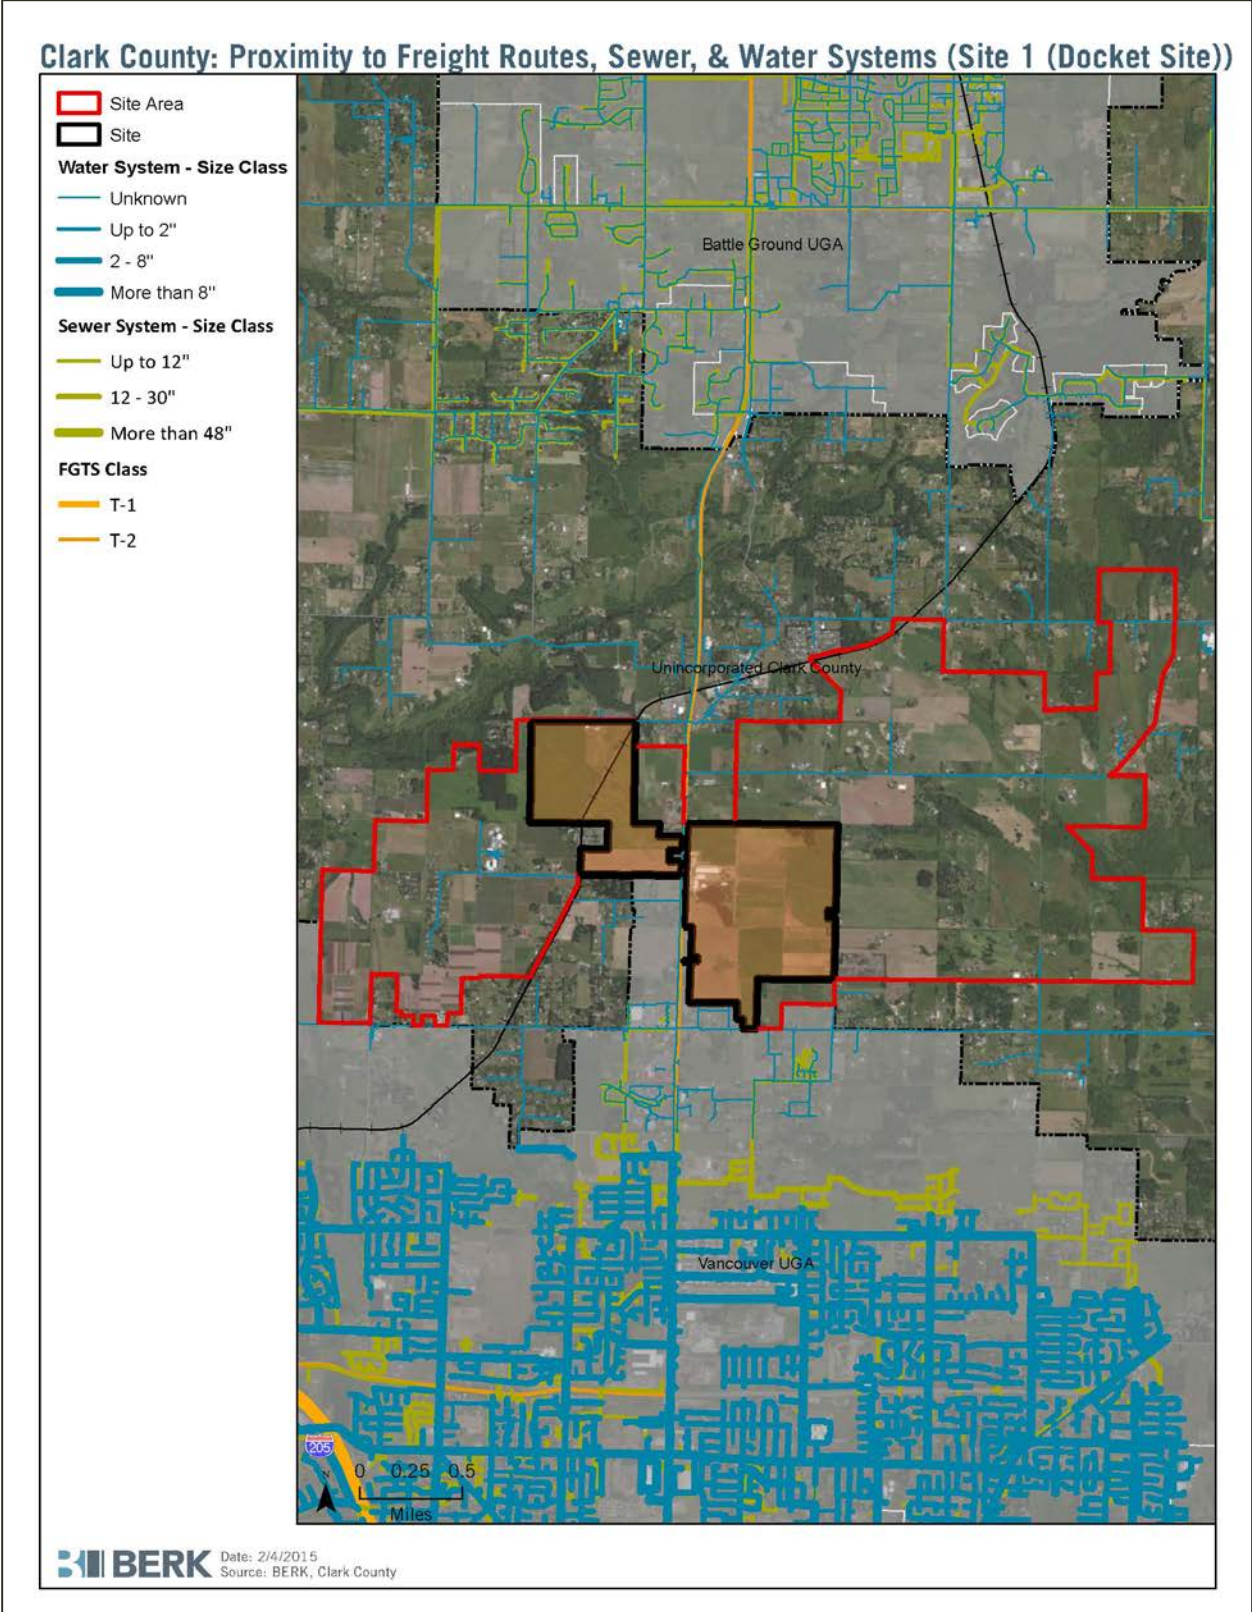 Clark County: Proximity to Freight Routes, Sewer, & Water Systems (Site 1 (Docket Site))
Site Area
Site
Water System - Size Class
Unknown
Up to 2"
2 - 8"
More than 8"
Sewer System - Size Class
Up to 12"
12 - 30"
More than 48"
FGTS Class
T-1
T-2
Battle Ground UGA
Unincorporated Clark County
Vancouver UGA
205
N
0 0.25 0.5
Miles
BERK
Date: 2/4/2015
Source: BERK, Clark County